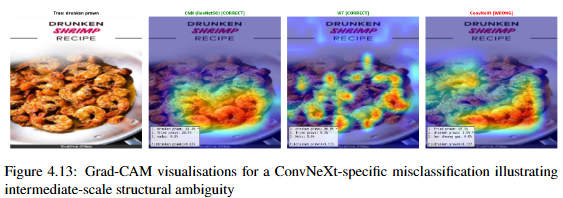 True: drunken prawn
CNN (ResNet50) [CORRECT]
ViT [CORRECT]
ConvNeXt [WRONG]
DRUNKEN
SHRIMP
RECIPE
DRUNKEN
SHRIMP
RECIPE
DRUNKEN
SHRIMP
RECIPE
DRUNKEN
SHRIMP
RECIPE
Figure 4.13: Grad-CAM visualisations for a ConvNeXt-specific misclassification illustrating
intermediate-scale structural ambiguity